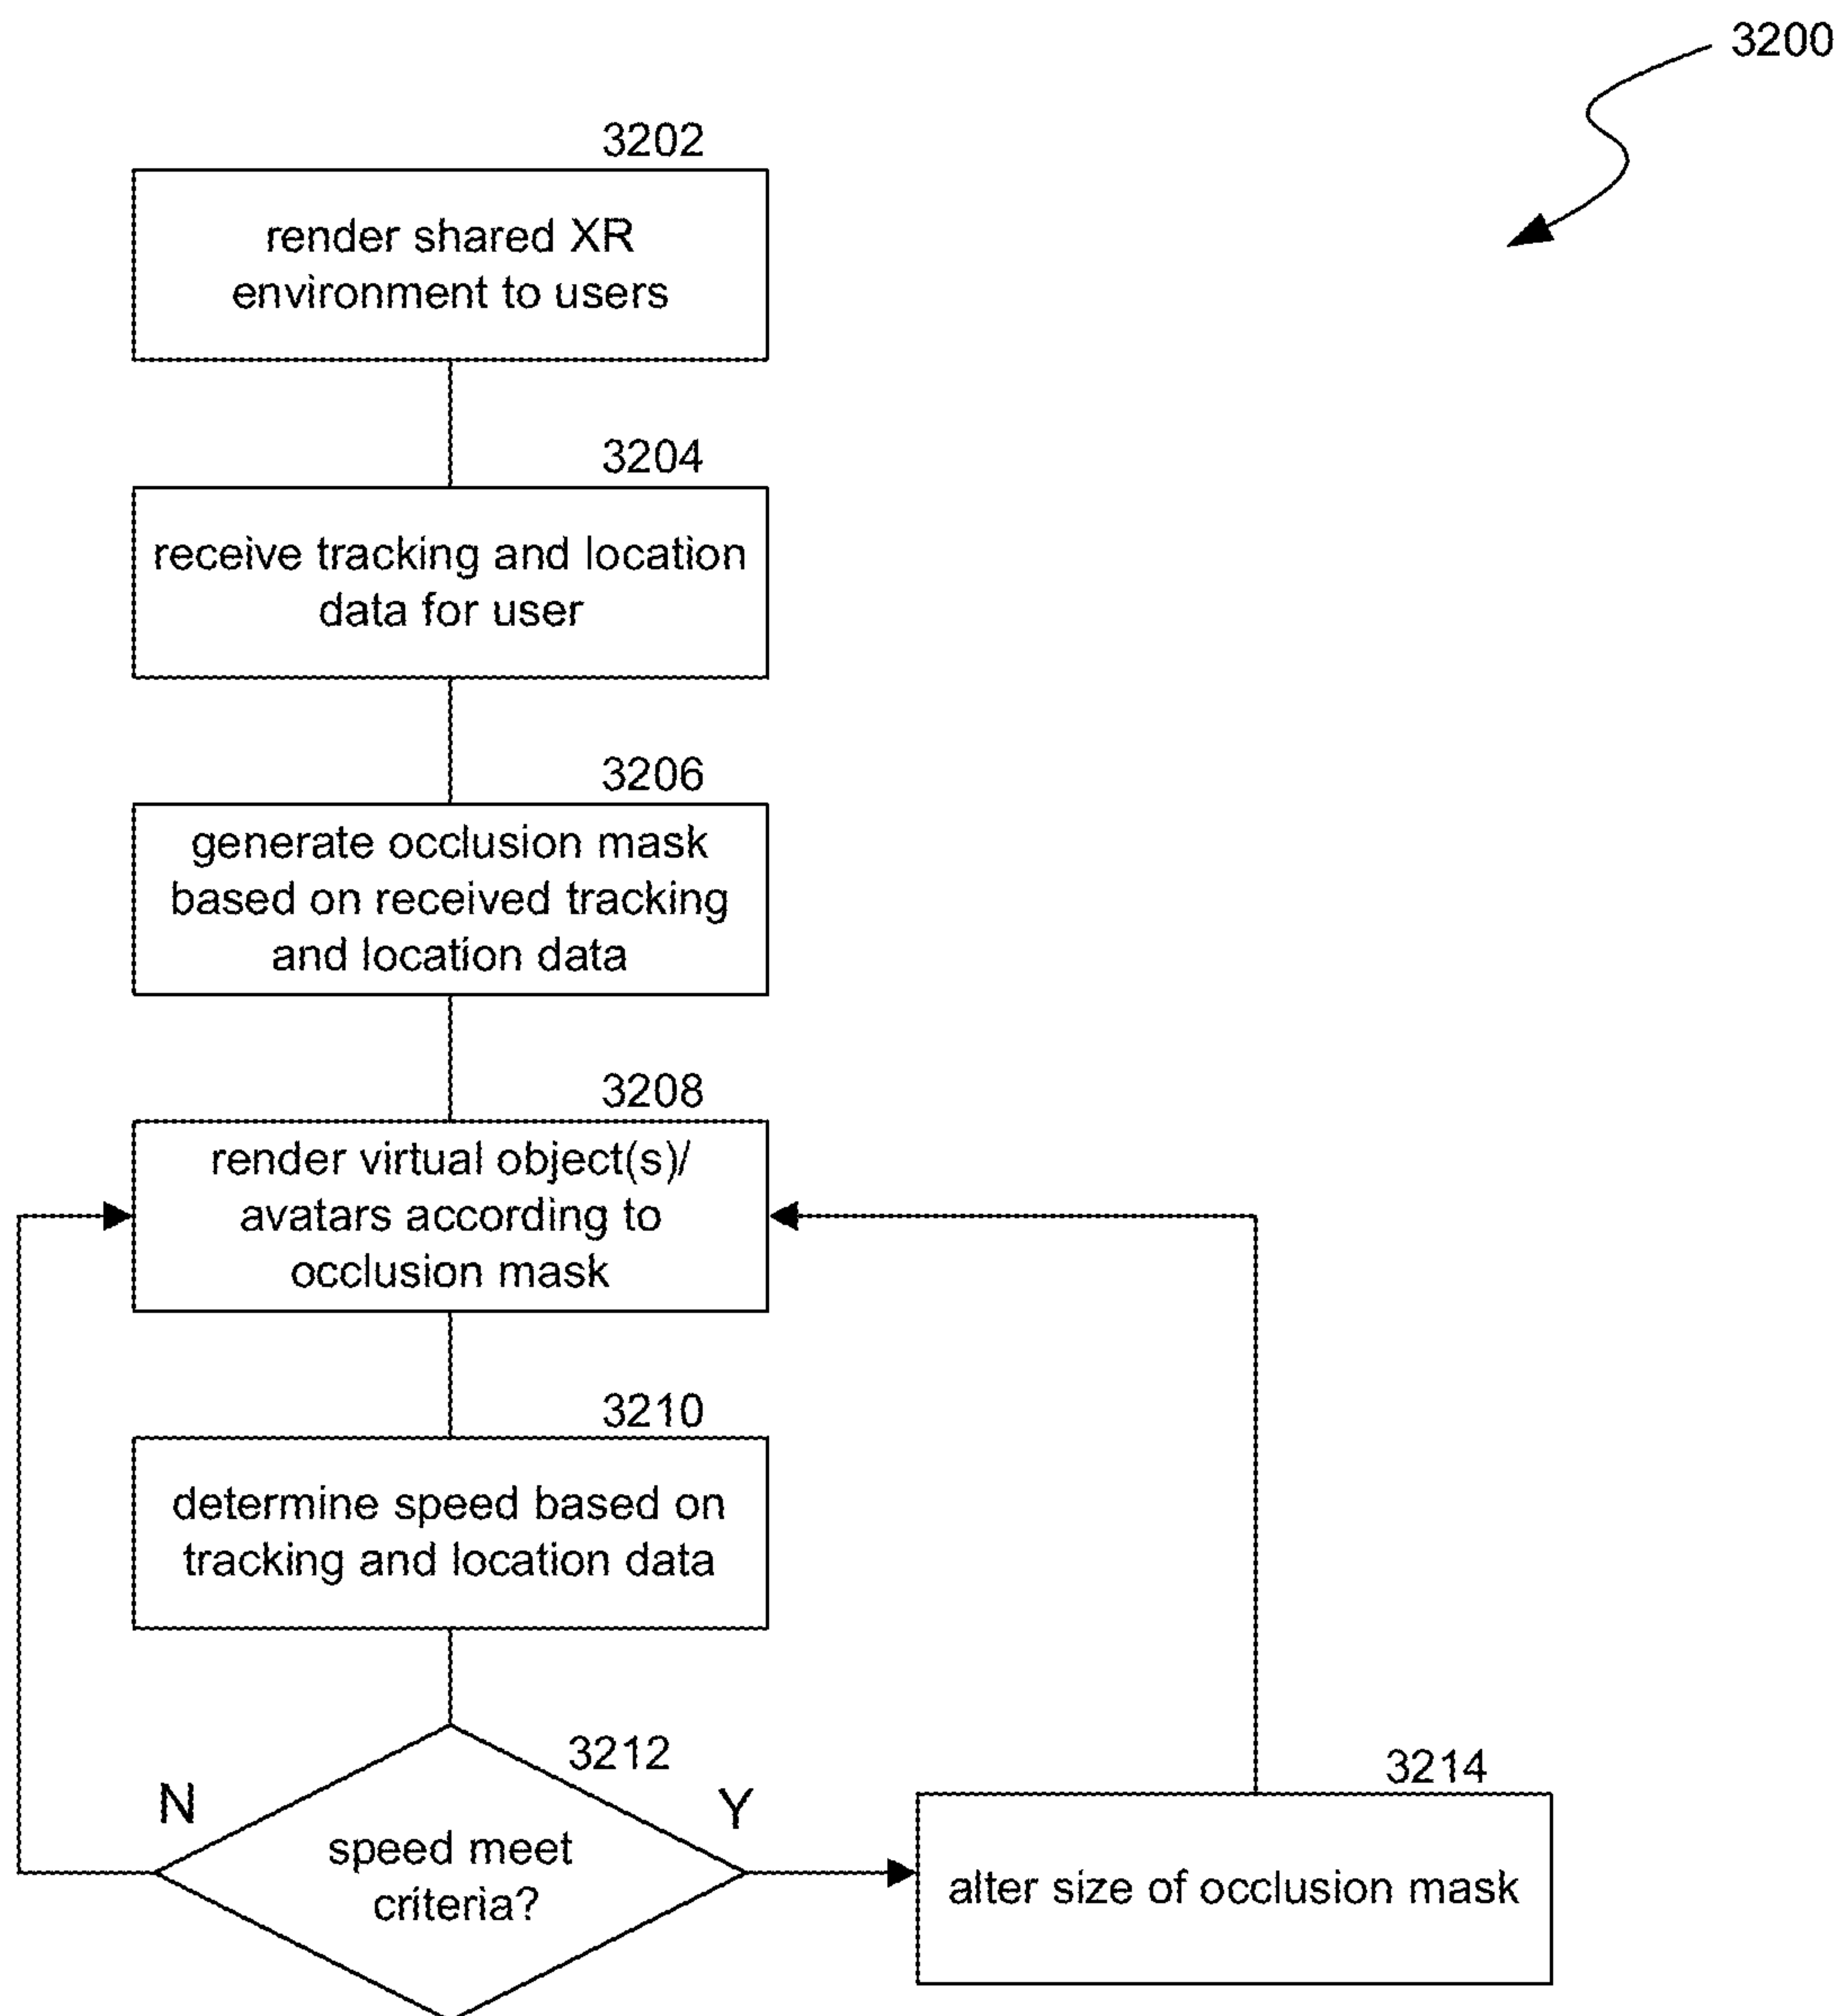 3200
3202
render shared XR
environment to users
3204
receive tracking and location
data for user
3206
generate occlusion mask
based on received tracking
and location data
3208
render virtual object(s)/
avatars according to
occlusion mask
3210
determine speed based on
tracking and location data
3212
N
Y
speed meet
criteria?
3214
alter size of occlusion mask